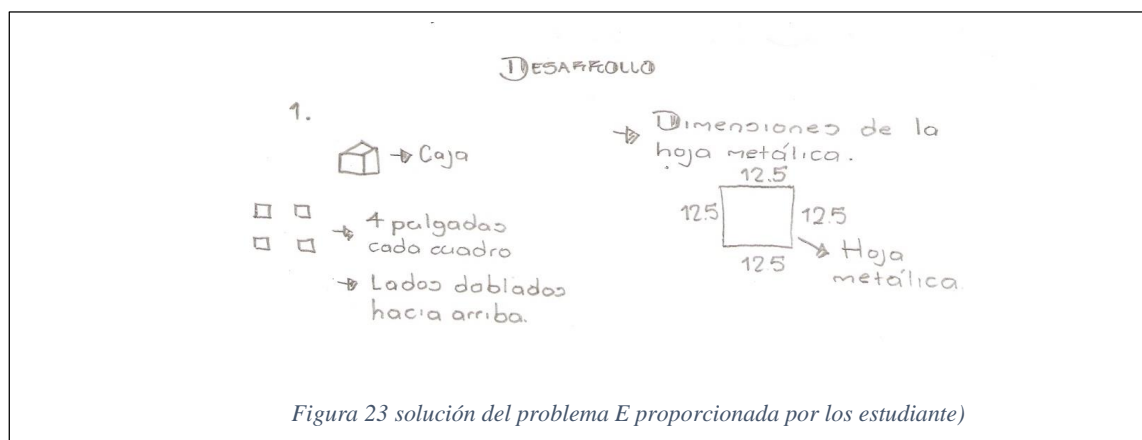 DESARROLLO
1.
Caja
4 pulgadas
cada cuadro
Lados doblados
hacia arriba.
Dimensiones de la
hoja metálica.
12.5
12.5 12.5
12.5
Hoja
metálica.
Figura 23 solución del problema E proporcionada por los estudiante)